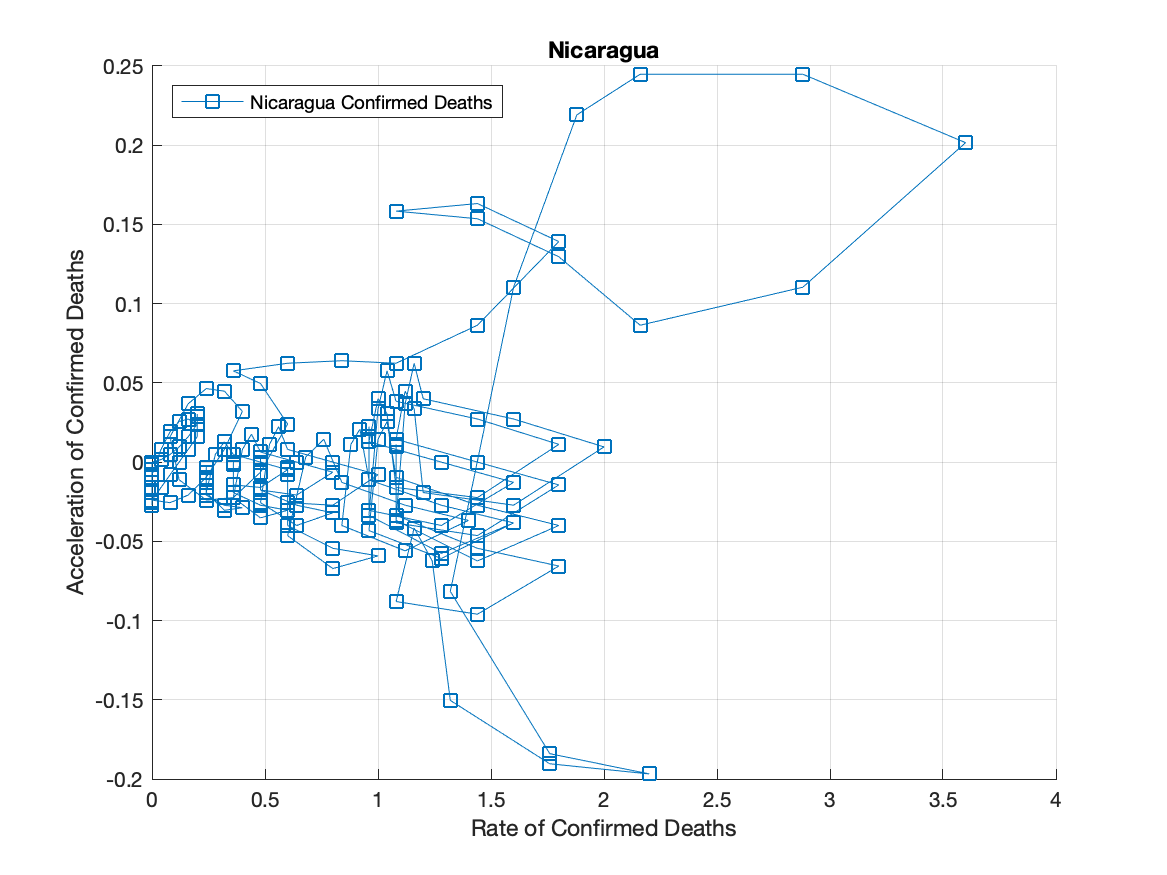 Nicaragua
Nicaragua Confirmed Deaths
0.25
0.2
0.15
0.1
0.05
0
-0.05
-0.1
-0.15
-0.2
Acceleration of Confirmed Deaths
0 0.5 1 1.5 2 2.5 3 3.5 4
Rate of Confirmed Deaths